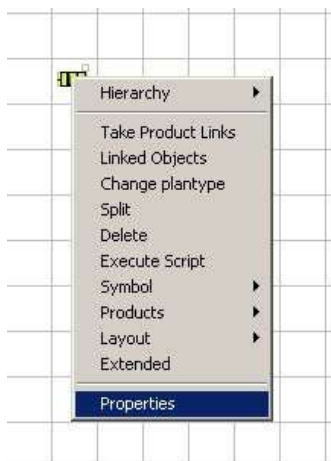 Hierarchy
Take Product Links
Linked Objects
Change plantype
Split
Delete
Execute Script
Symbol
Products
Layout
Extended
Properties